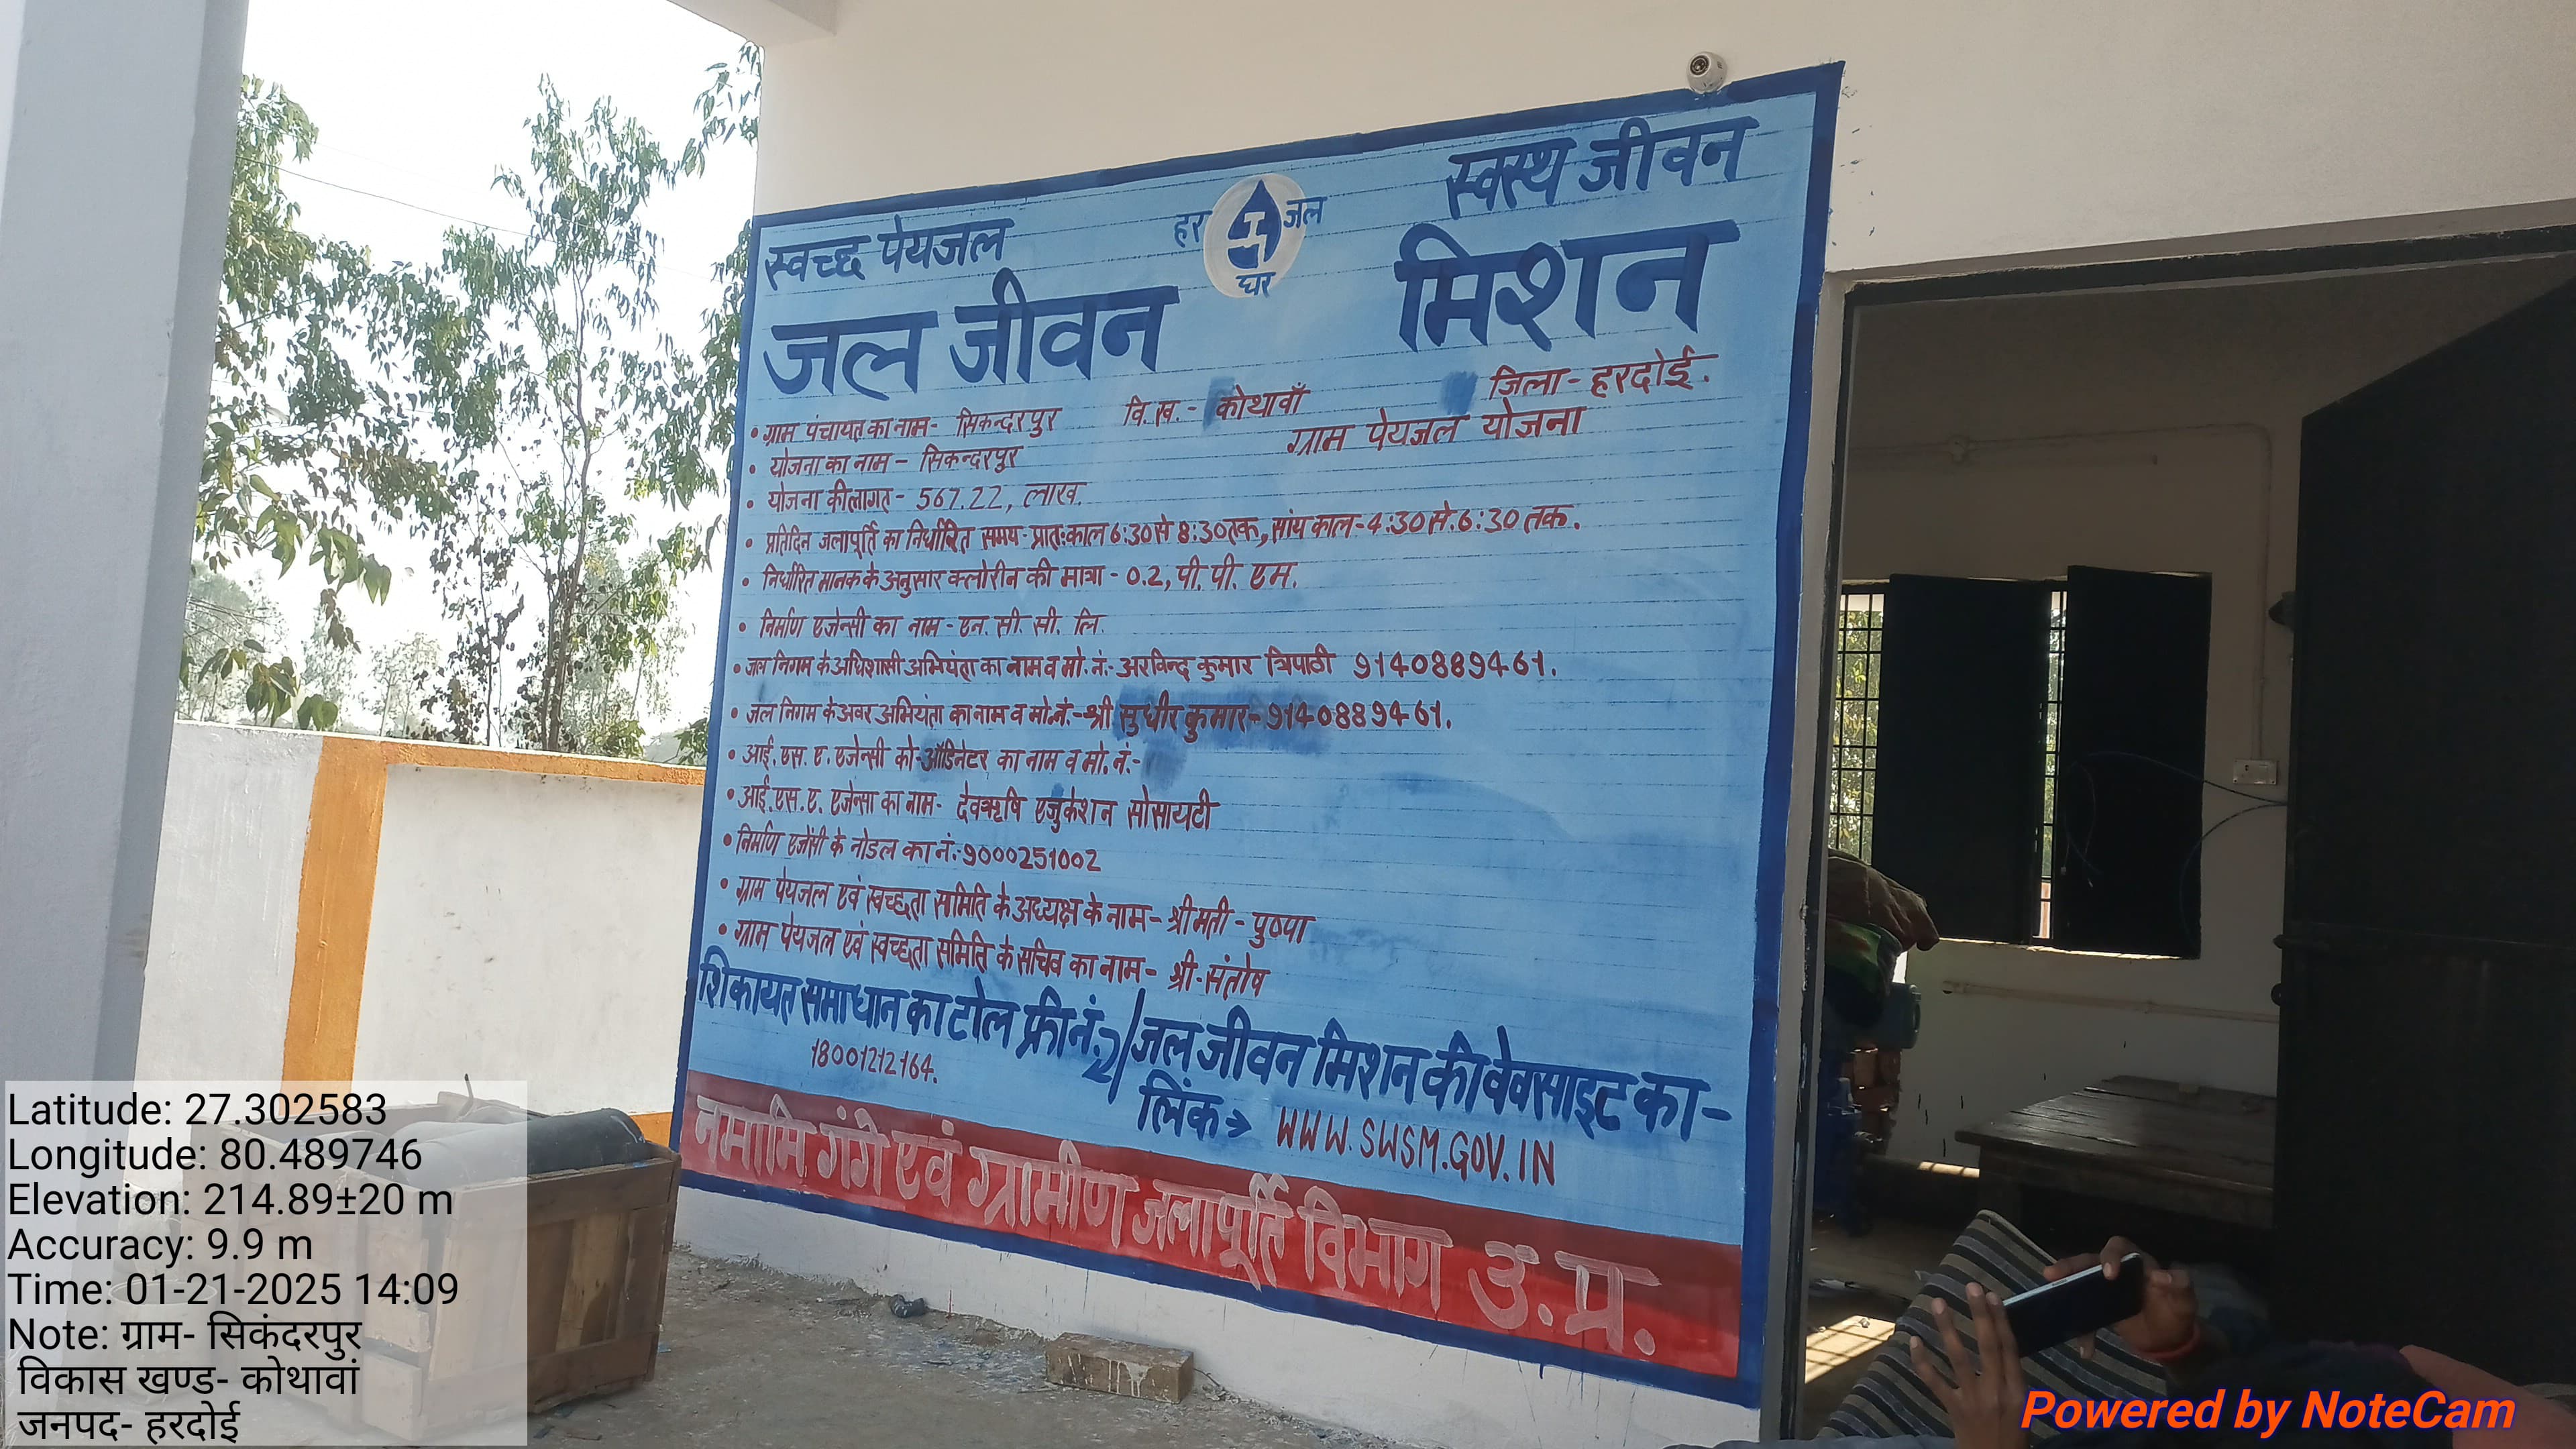 स्वच्छ पेयजल
हर जल
घर
स्वस्थ जीवन
जल जीवन मिशन
• ग्राम पंचायत का नाम- सिकन्दरपुर वि.ख.- कोथावाँ जिला- हरदोई.
• योजना का नाम - सिकन्दरपुर ग्राम पेयजल योजना
• योजना की लागत- 567.22, लाख.
• प्रतिदिन जलापूर्ति का निर्धारित समय- प्रातःकाल 6:30 से 8:30 तक, सांय काल- 4:30 से. 6:30 तक.
• निर्धारित मानक के अनुसार क्लोरीन की मात्रा - 0.2, पी. पी. एम.
• निर्माण एजेन्सी का नाम- एन. सी. सी. लि.
• जल निगम के अधिशासी अभियंता का नाम व मो. नं:- अरविन्द कुमार त्रिपाठी 9140889461.
• जल निगम के अवर अभियंता का नाम व मो.नं.- श्री सुधीर कुमार- 9140889461.
• आई. एस. ए. एजेन्सी को-ऑडिनेटर का नाम व मो. नं:-
• आई.एस.ए. एजेन्सा का नाम- देवऋषि एजुकेशन सोसायटी
• निर्माण एजेंसी के नोडल का नं:- 9000251002
• ग्राम पेयजल एवं स्वच्छता समिति के अध्यक्ष के नाम- श्रीमती - पुष्पा
• ग्राम पेयजल एवं स्वच्छता समिति के सचिव का नाम- श्री- संतोष
शिकायत समाधान का टोल फ्री नं. / जल जीवन मिशन की वेबसाइट का-
18001212164. लिंक → WWW.SWSM.GOV.IN
नमामि गंगे एवं ग्रामीण जलापूर्ति विभाग उ.प्र.
Latitude: 27.302583
Longitude: 80.489746
Elevation: 214.89±20 m
Accuracy: 9.9 m
Time: 01-21-2025 14:09
Note: ग्राम- सिकंदरपुर
विकास खण्ड- कोथावां
जनपद- हरदोई
Powered by NoteCam